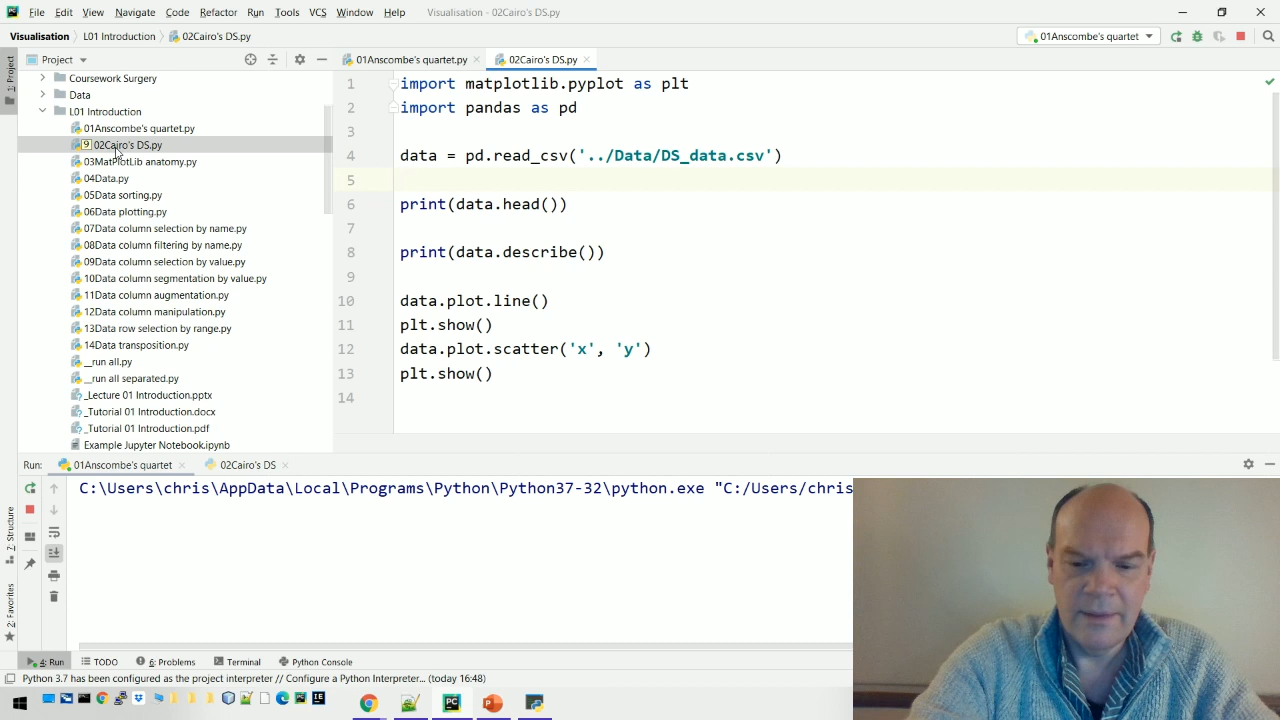 File Edit View Navigate Code Refactor Run Tools VCS Window Help Visualisation - 02Cairo's DS.py
Visualisation L01 Introduction 02Cairo's DS.py 01Anscombe's quartet
Project 01Anscombe's quartet.py 02Cairo's DS.py
1: Project
Coursework Surgery
Data
L01 Introduction
01Anscombe's quartet.py
9 02Cairo's DS.py
03MatPlotLib anatomy.py
04Data.py
05Data sorting.py
06Data plotting.py
07Data column selection by name.py
08Data column filtering by name.py
09Data column selection by value.py
10Data column segmentation by value.py
11Data column augmentation.py
12Data column manipulation.py
13Data row selection by range.py
14Data transposition.py
__run all.py
__run all separated.py
_Lecture 01 Introduction.pptx
_Tutorial 01 Introduction.docx
_Tutorial 01 Introduction.pdf
Example Jupyter Notebook.ipynb
1 import matplotlib.pyplot as plt
2 import pandas as pd
3
4 data = pd.read_csv('../Data/DS_data.csv')
5
6 print(data.head())
7
8 print(data.describe())
9
10 data.plot.line()
11 plt.show()
12 data.plot.scatter('x', 'y')
13 plt.show()
14
Run: 01Anscombe's quartet 02Cairo's DS
C:\Users\chris\AppData\Local\Programs\Python\Python37-32\python.exe "C:/Users/chris
7: Structure
2: Favorites
4: Run TODO 6: Problems Terminal Python Console
Python 3.7 has been configured as the project interpreter // Configure a Python Interpreter... (today 16:48)